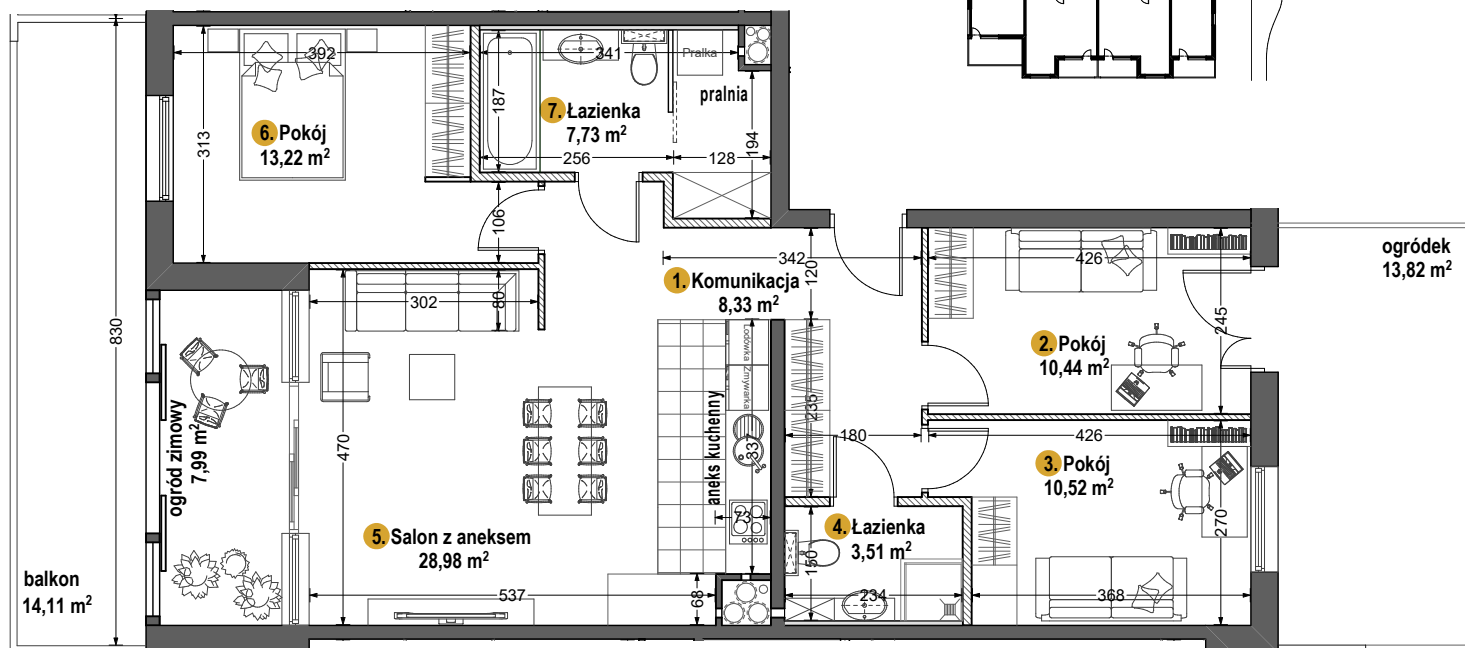 392
341
Pralka
pralnia
187
7. Łazienka
7,73 m²
6. Pokój
13,22 m²
313
194
256
128
106
342
120
426
ogródek
13,82 m²
1. Komunikacja
8,33 m²
302
80
830
245
2. Pokój
10,44 m²
Lodówka
Zmywarka
ogród zimowy
7,99 m²
470
aneks kuchenny
337
235
180
426
3. Pokój
10,52 m²
270
73
5. Salon z aneksem
28,98 m²
4. Łazienka
3,51 m²
150
balkon
14,11 m²
537
68
234
368